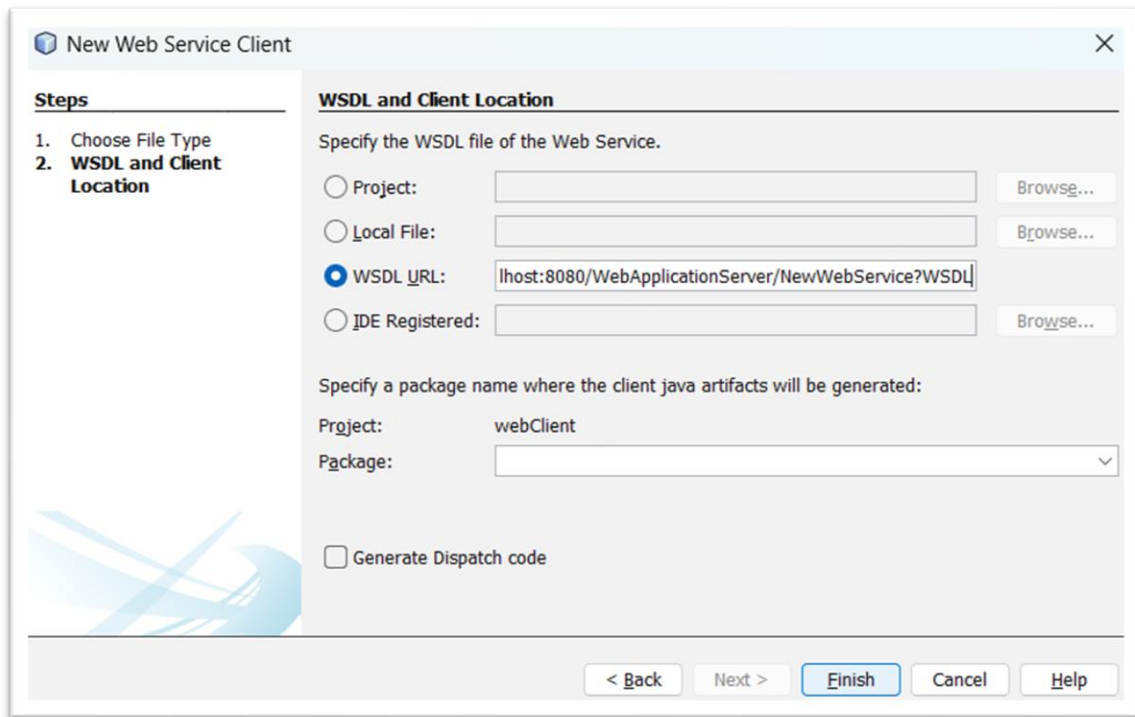 New Web Service Client
Steps
1. Choose File Type
2. WSDL and Client
Location
WSDL and Client Location
Specify the WSDL file of the Web Service.
Project:
Browse...
Local File:
Browse...
WSDL URL: lhost:8080/WebApplicationServer/NewWebService?WSDL
IDE Registered:
Browse...
Specify a package name where the client java artifacts will be generated:
Project: webClient
Package:
Generate Dispatch code
< Back Next > Finish Cancel Help